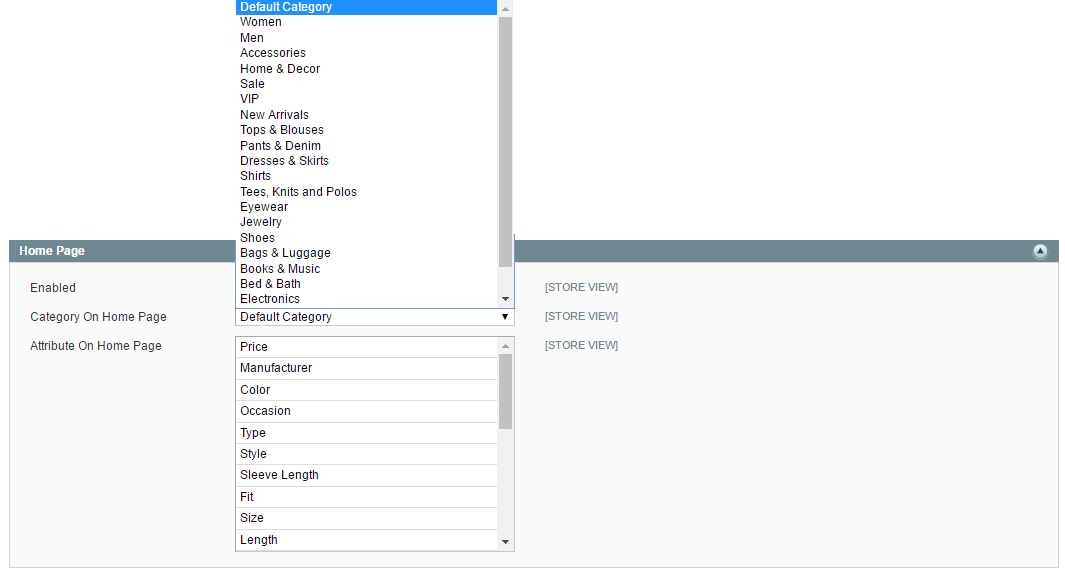 Default Category
Women
Men
Accessories
Home & Decor
Sale
VIP
New Arrivals
Tops & Blouses
Pants & Denim
Dresses & Skirts
Shirts
Tees, Knits and Polos
Eyewear
Jewelry
Shoes
Bags & Luggage
Books & Music
Bed & Bath
Electronics
Home Page
Enabled [STORE VIEW]
Category On Home Page Default Category [STORE VIEW]
Attribute On Home Page [STORE VIEW]
Price
Manufacturer
Color
Occasion
Type
Style
Sleeve Length
Fit
Size
Length